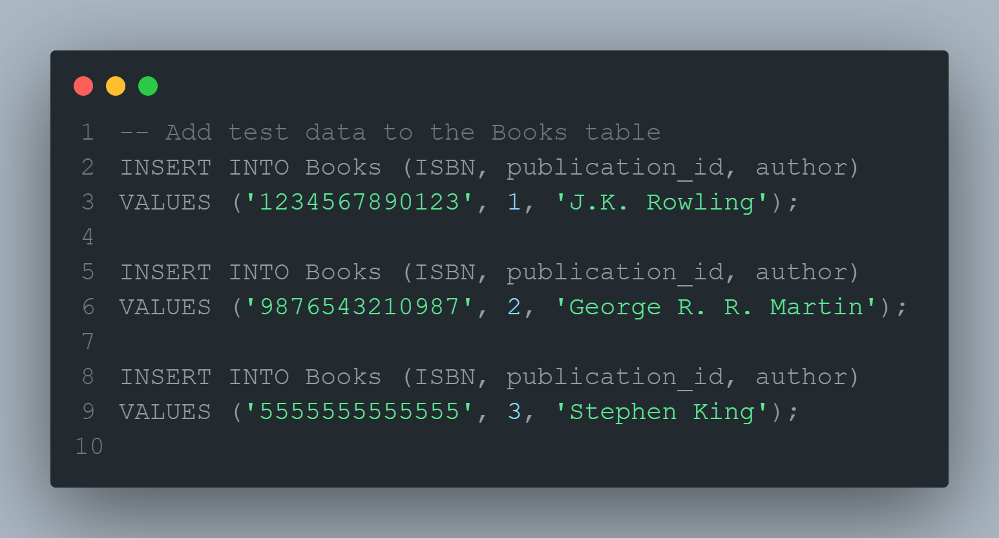 1 -- Add test data to the Books table
2 INSERT INTO Books (ISBN, publication_id, author)
3 VALUES ('1234567890123', 1, 'J.K. Rowling');
4
5 INSERT INTO Books (ISBN, publication_id, author)
6 VALUES ('9876543210987', 2, 'George R. R. Martin');
7
8 INSERT INTO Books (ISBN, publication_id, author)
9 VALUES ('5555555555555', 3, 'Stephen King');
10